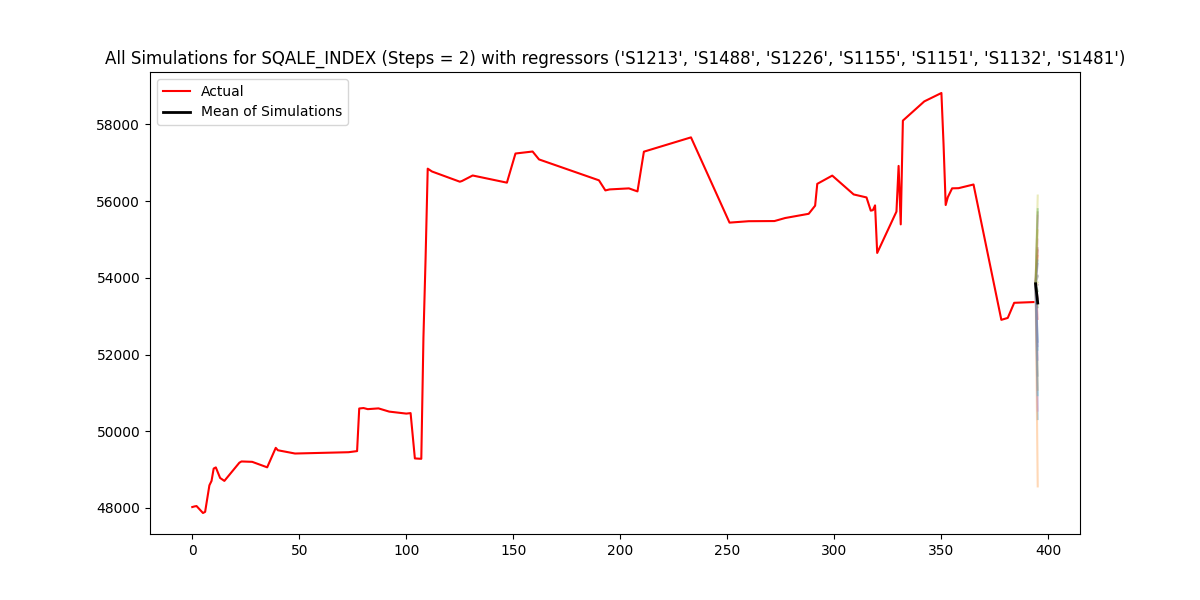 All Simulations for SQALE_INDEX (Steps = 2) with regressors ('S1213', 'S1488', 'S1226', 'S1155', 'S1151', 'S1132', 'S1481')
Actual
Mean of Simulations
58000
56000
54000
52000
50000
48000
0 50 100 150 200 250 300 350 400